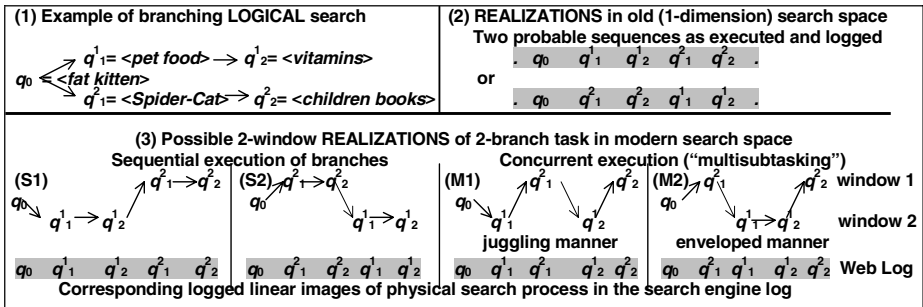 (1) Example of branching LOGICAL search
q¹₁= <pet food> → q¹₂= <vitamins>
q₀ = <fat kitten>
q²₁= <Spider-Cat> → q²₂= <children books>
(2) REALIZATIONS in old (1-dimension) search space
Two probable sequences as executed and logged
. q₀ q¹₁ q¹₂ q²₁ q²₂ .
or
. q₀ q²₁ q²₂ q¹₁ q¹₂ .
(3) Possible 2-window REALIZATIONS of 2-branch task in modern search space
Sequential execution of branches Concurrent execution (“multisubtasking”)
(S1) q²₁ → q²₂ (S2) q²₁ → q²₂ (M1) q²₁ q²₂ (M2) q²₁ q²₂ window 1
q₀ q₀ q₀ q₀
q¹₁ → q¹₂ q¹₁ → q¹₂ q¹₁ q¹₂ q¹₁ → q¹₂ window 2
juggling manner enveloped manner
q₀ q¹₁ q¹₂ q²₁ q²₂ q₀ q²₁ q²₂ q¹₁ q¹₂ q₀ q¹₁ q²₁ q¹₂ q²₂ q₀ q²₁ q¹₁ q¹₂ q²₂ Web Log
Corresponding logged linear images of physical search process in the search engine log